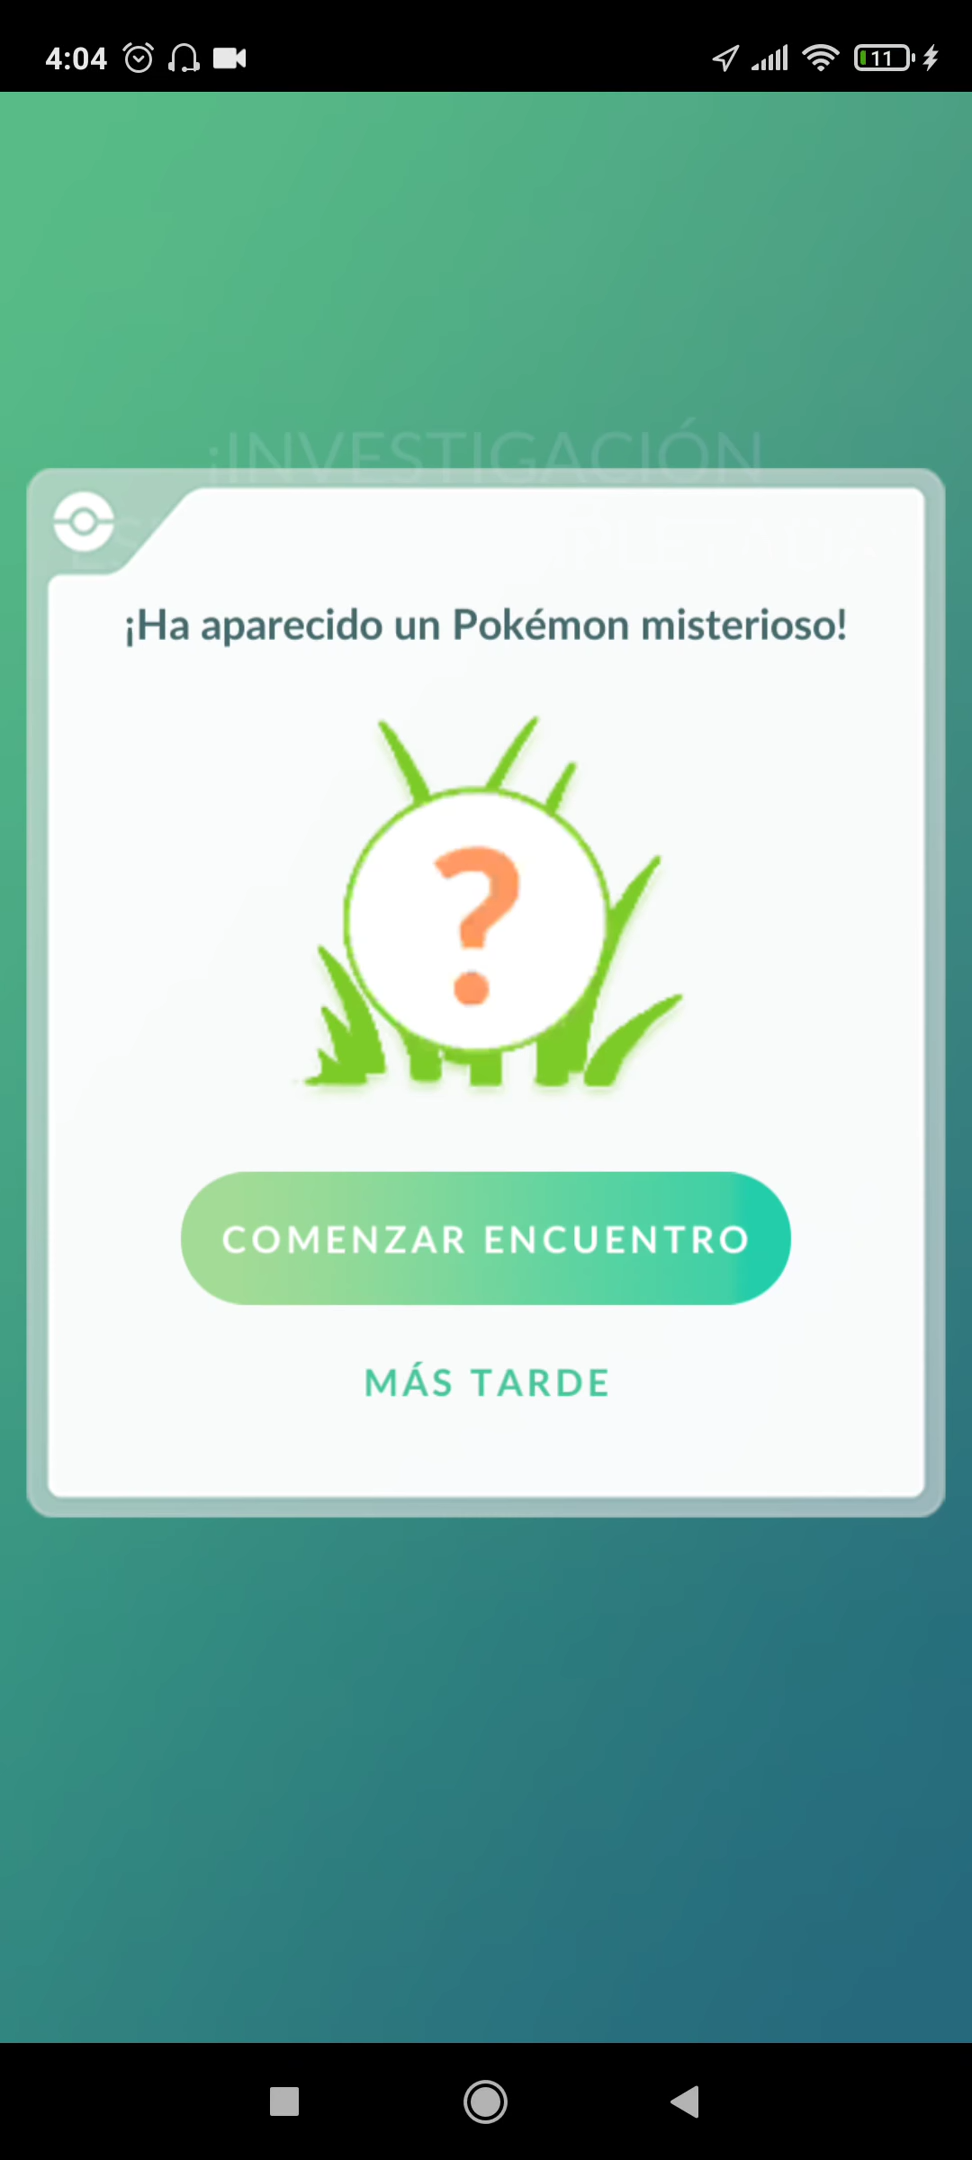 4:04
11
¡INVESTIGACIÓN
¡Ha aparecido un Pokémon misterioso!
?
COMENZAR ENCUENTRO
MÁS TARDE